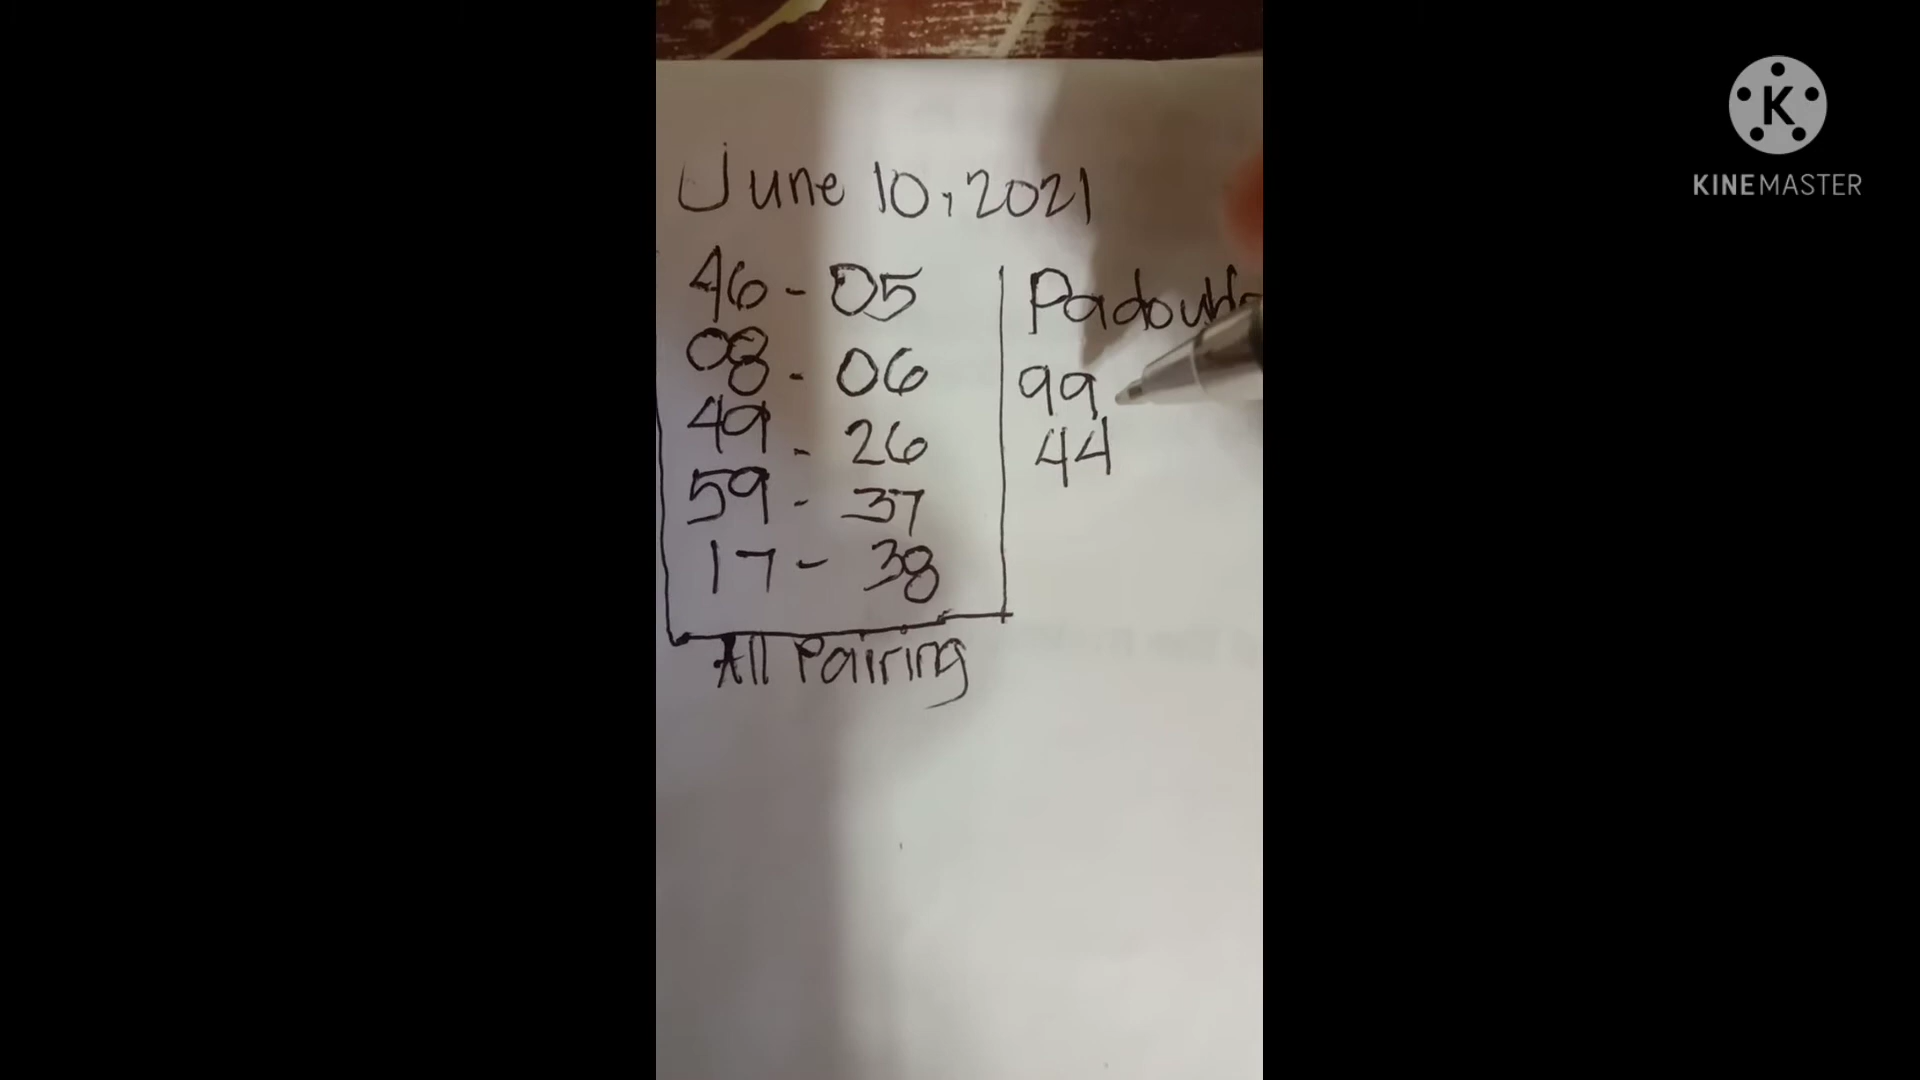 June 10, 2021
46 - 05
08 - 06
49 - 26
59 - 37
17 - 38
All Pairing
99
44
KINEMASTER